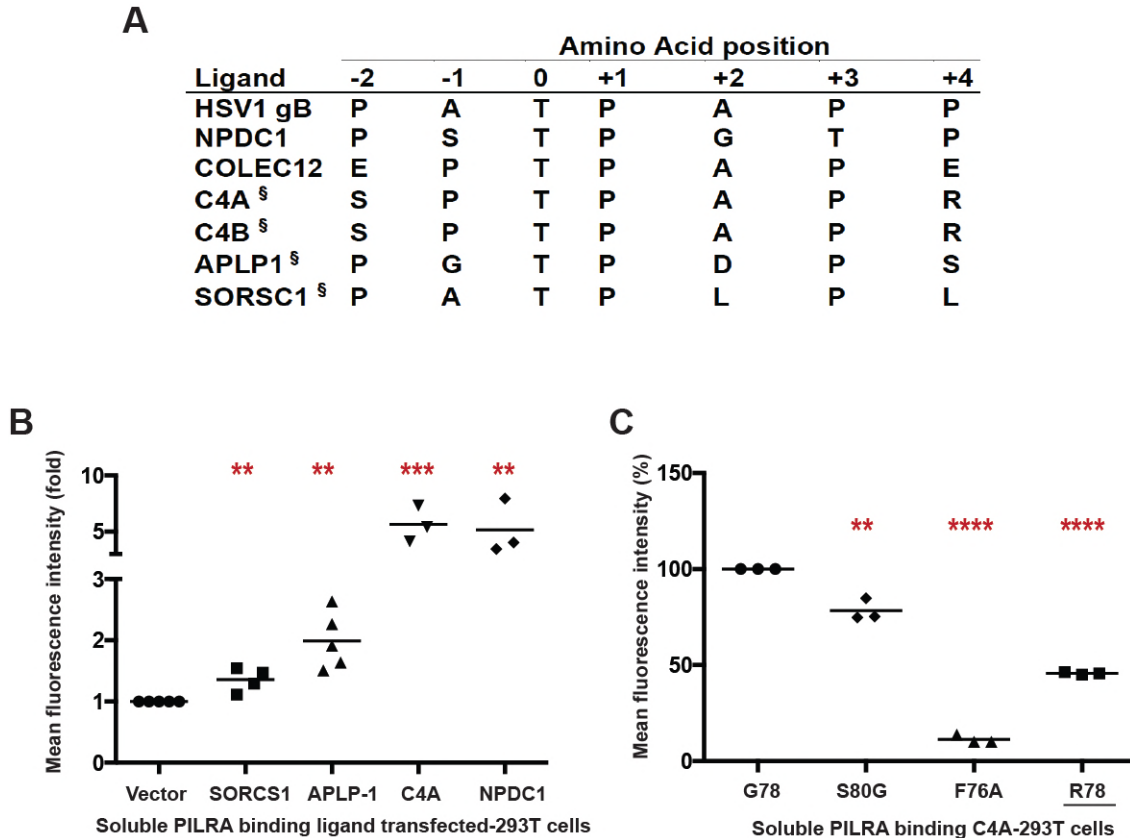 A
Amino Acid position
Ligand -2 -1 0 +1 +2 +3 +4
HSV1 gB P A T P A P P
NPDC1 P S T P G T P
COLEC12 E P T P A P E
C4A § S P T P A P R
C4B § S P T P A P R
APLP1 § P G T P D P S
SORSC1 § P A T P L P L
B
Mean fluorescence intensity (fold)
10
5
3
2
1
0
** ** *** **
Vector SORCS1 APLP-1 C4A NPDC1
Soluble PILRA binding ligand transfected-293T cells
C
Mean fluorescence intensity (%)
150
100
50
0
** **** ****
G78 S80G F76A R78
Soluble PILRA binding C4A-293T cells